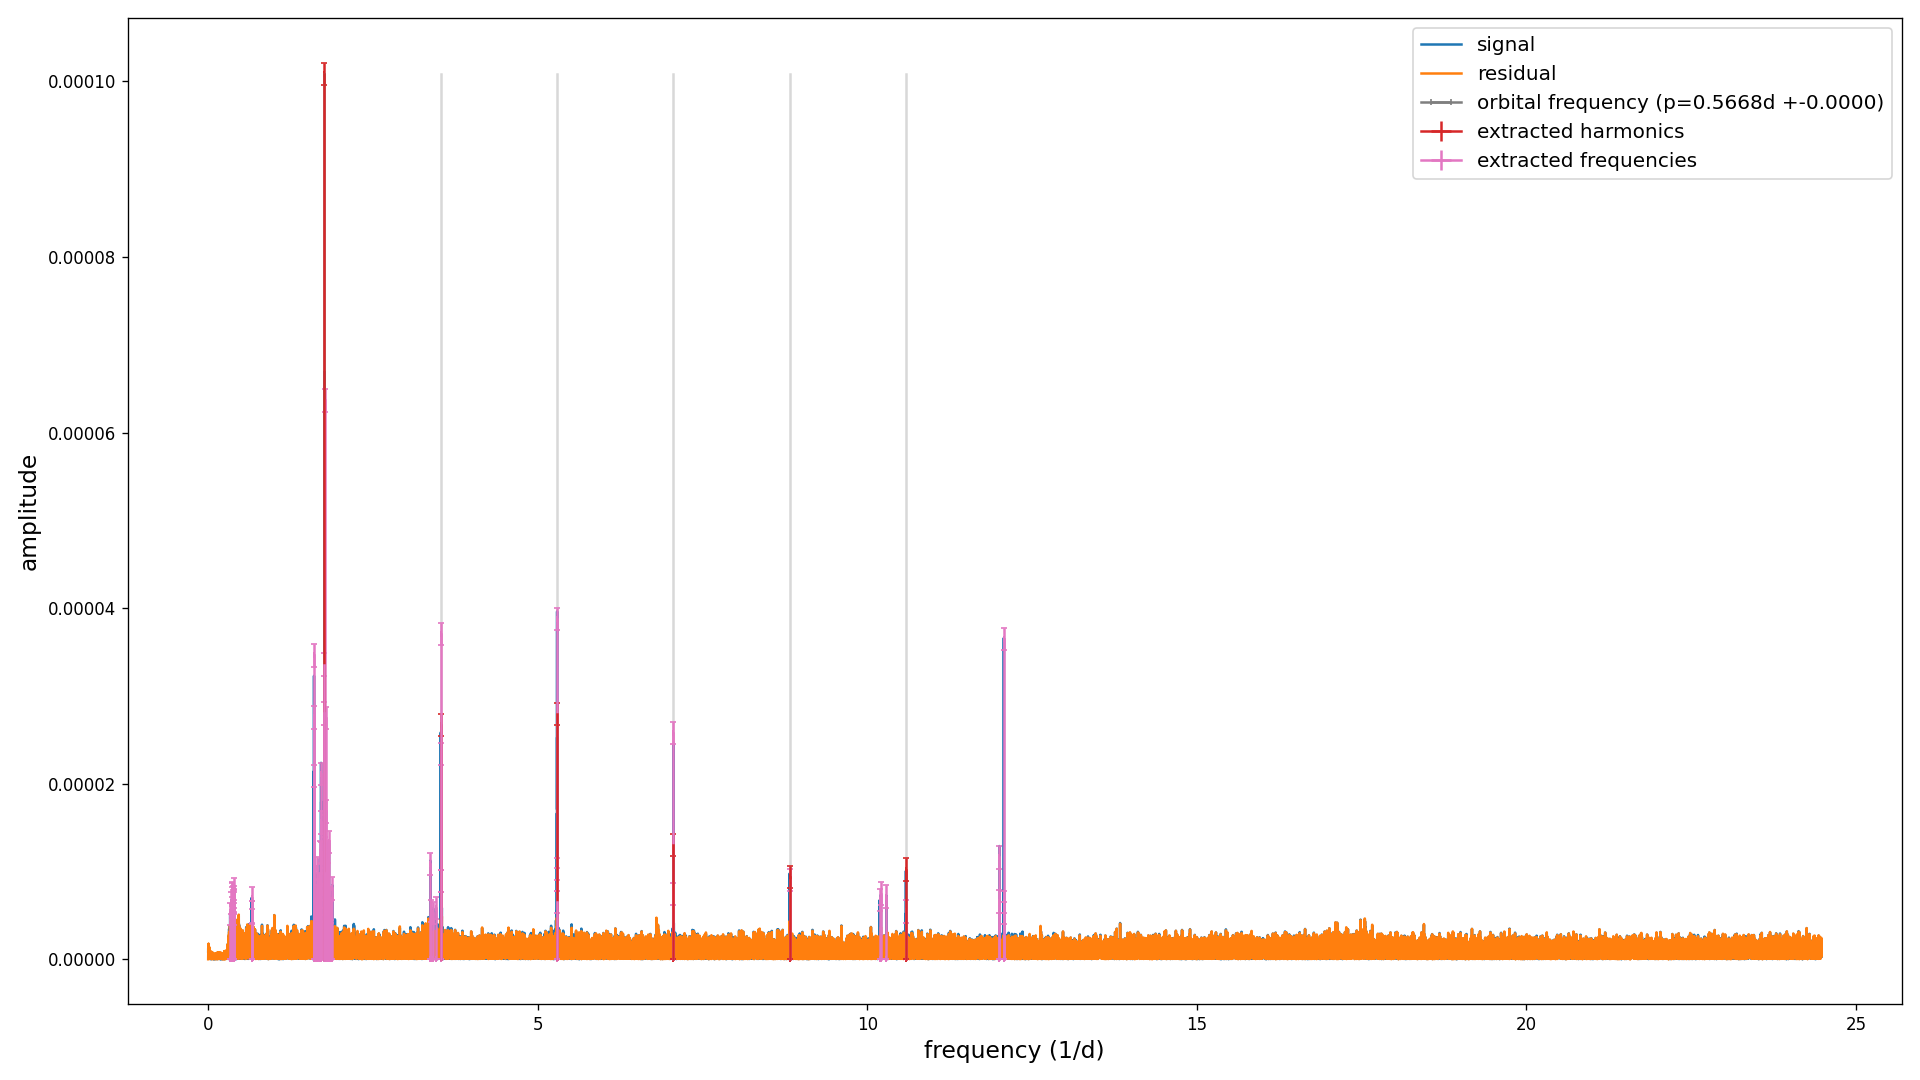 signal
residual
orbital frequency (p=0.5668d +-0.0000)
extracted harmonics
extracted frequencies
amplitude
0.00010
0.00008
0.00006
0.00004
0.00002
0.00000
0 5 10 15 20 25
frequency (1/d)